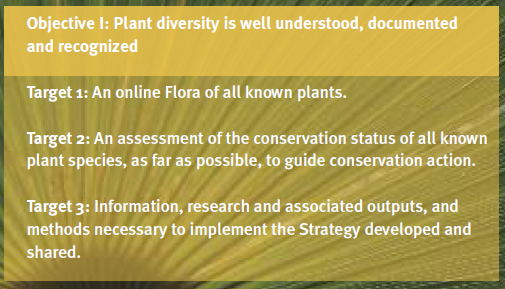 Objective I: Plant diversity is well understood, documented
and recognized
Target 1: An online Flora of all known plants.
Target 2: An assessment of the conservation status of all known
plant species, as far as possible, to guide conservation action.
Target 3: Information, research and associated outputs, and
methods necessary to implement the Strategy developed and
shared.